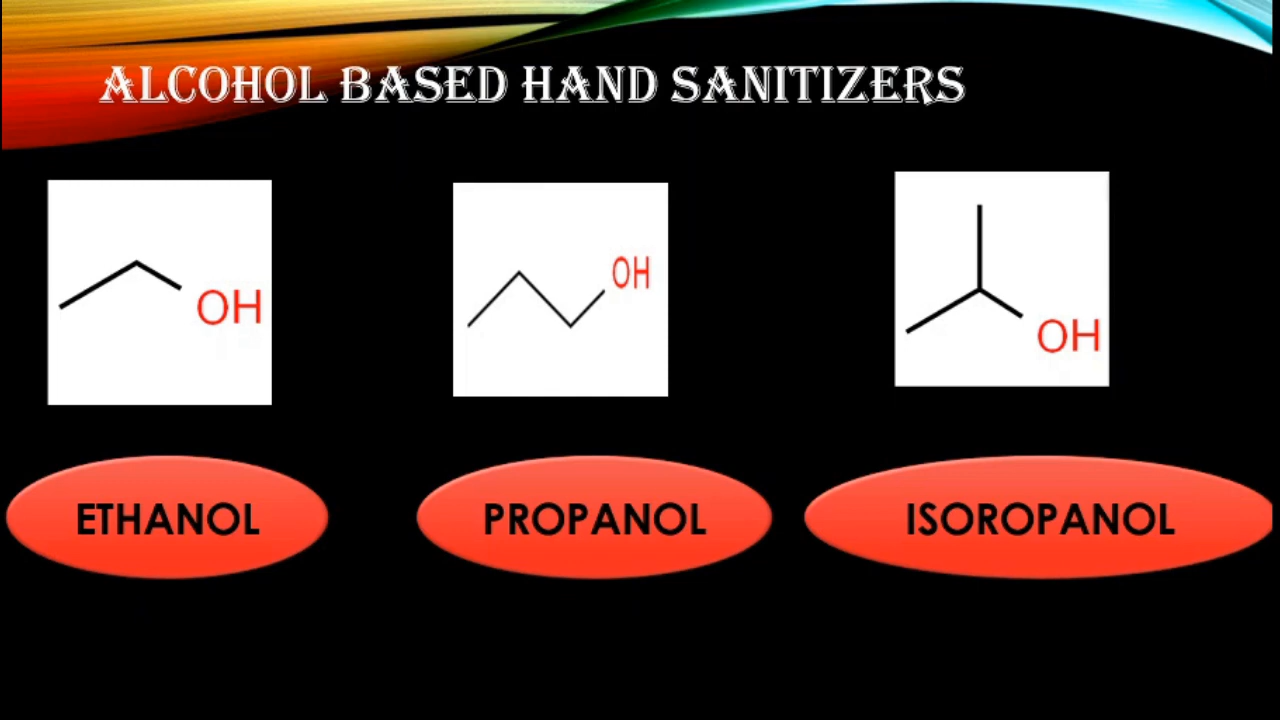 ALCOHOL BASED HAND SANITIZERS
OH
OH
OH
ETHANOL
PROPANOL
ISOROPANOL